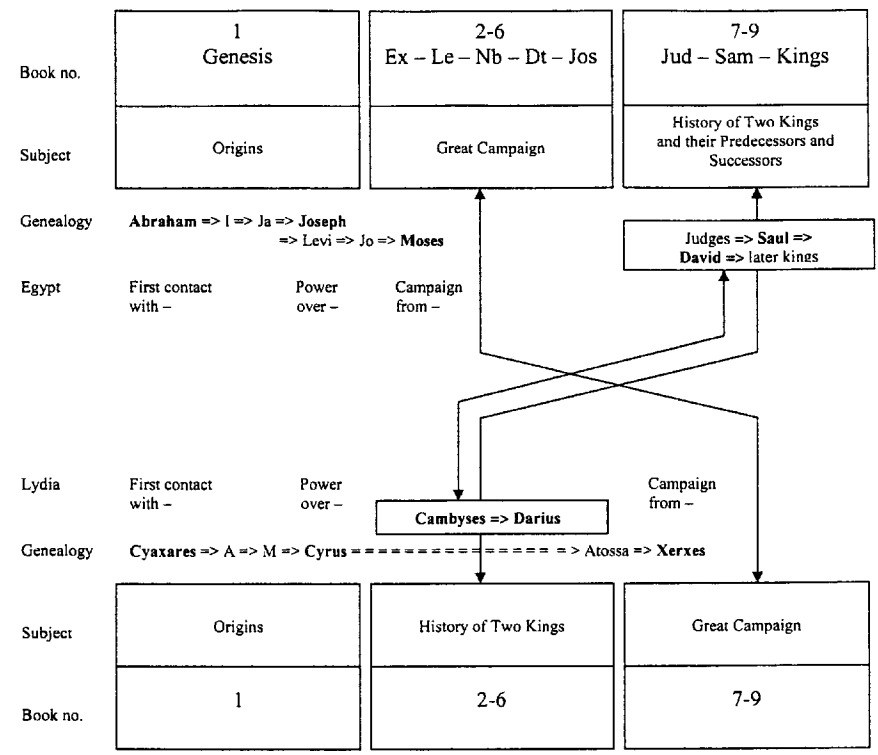 1
Genesis
2-6
Ex – Le – Nb – Dt – Jos
7-9
Jud – Sam – Kings
Book no.
Subject
Origins
Great Campaign
History of Two Kings
and their Predecessors and
Successors
Genealogy
Abraham => I => Ja => Joseph
=> Levi => Jo => Moses
Judges => Saul =>
David => later kings
Egypt
First contact
with –
Power
over –
Campaign
from –
Lydia
First contact
with –
Power
over –
Campaign
from –
Cambyses => Darius
Genealogy
Cyaxares => A => M => Cyrus = = = = = = = = = = = = = = = => Atossa => Xerxes
Subject
Origins
History of Two Kings
Great Campaign
Book no.
1
2-6
7-9